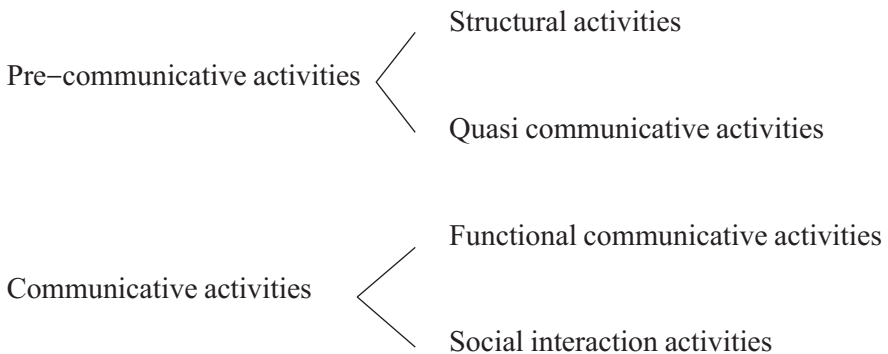 Structural activities
Pre−communicative activities
Quasi communicative activities
Functional communicative activities
Communicative activities
Social interaction activities